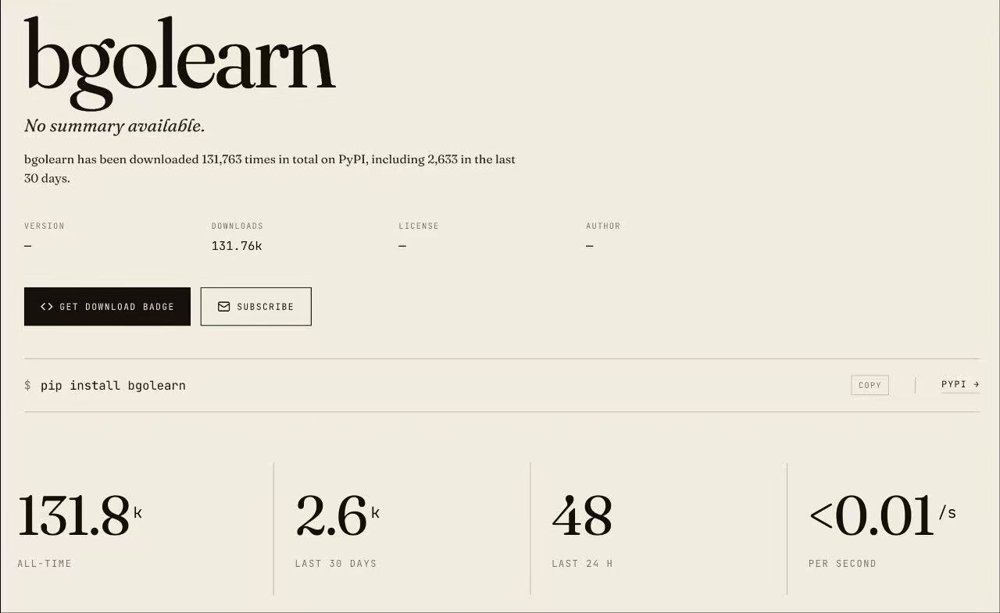 bgolearn
No summary available.
bgolearn has been downloaded 131,763 times in total on PyPI, including 2,633 in the last
30 days.
VERSION DOWNLOADS LICENSE AUTHOR
— 131.76k — —
<> GET DOWNLOAD BADGE SUBSCRIBE
$ pip install bgolearn COPY PYPI →
131.8k 2.6k 48 <0.01/s
ALL-TIME LAST 30 DAYS LAST 24 H PER SECOND